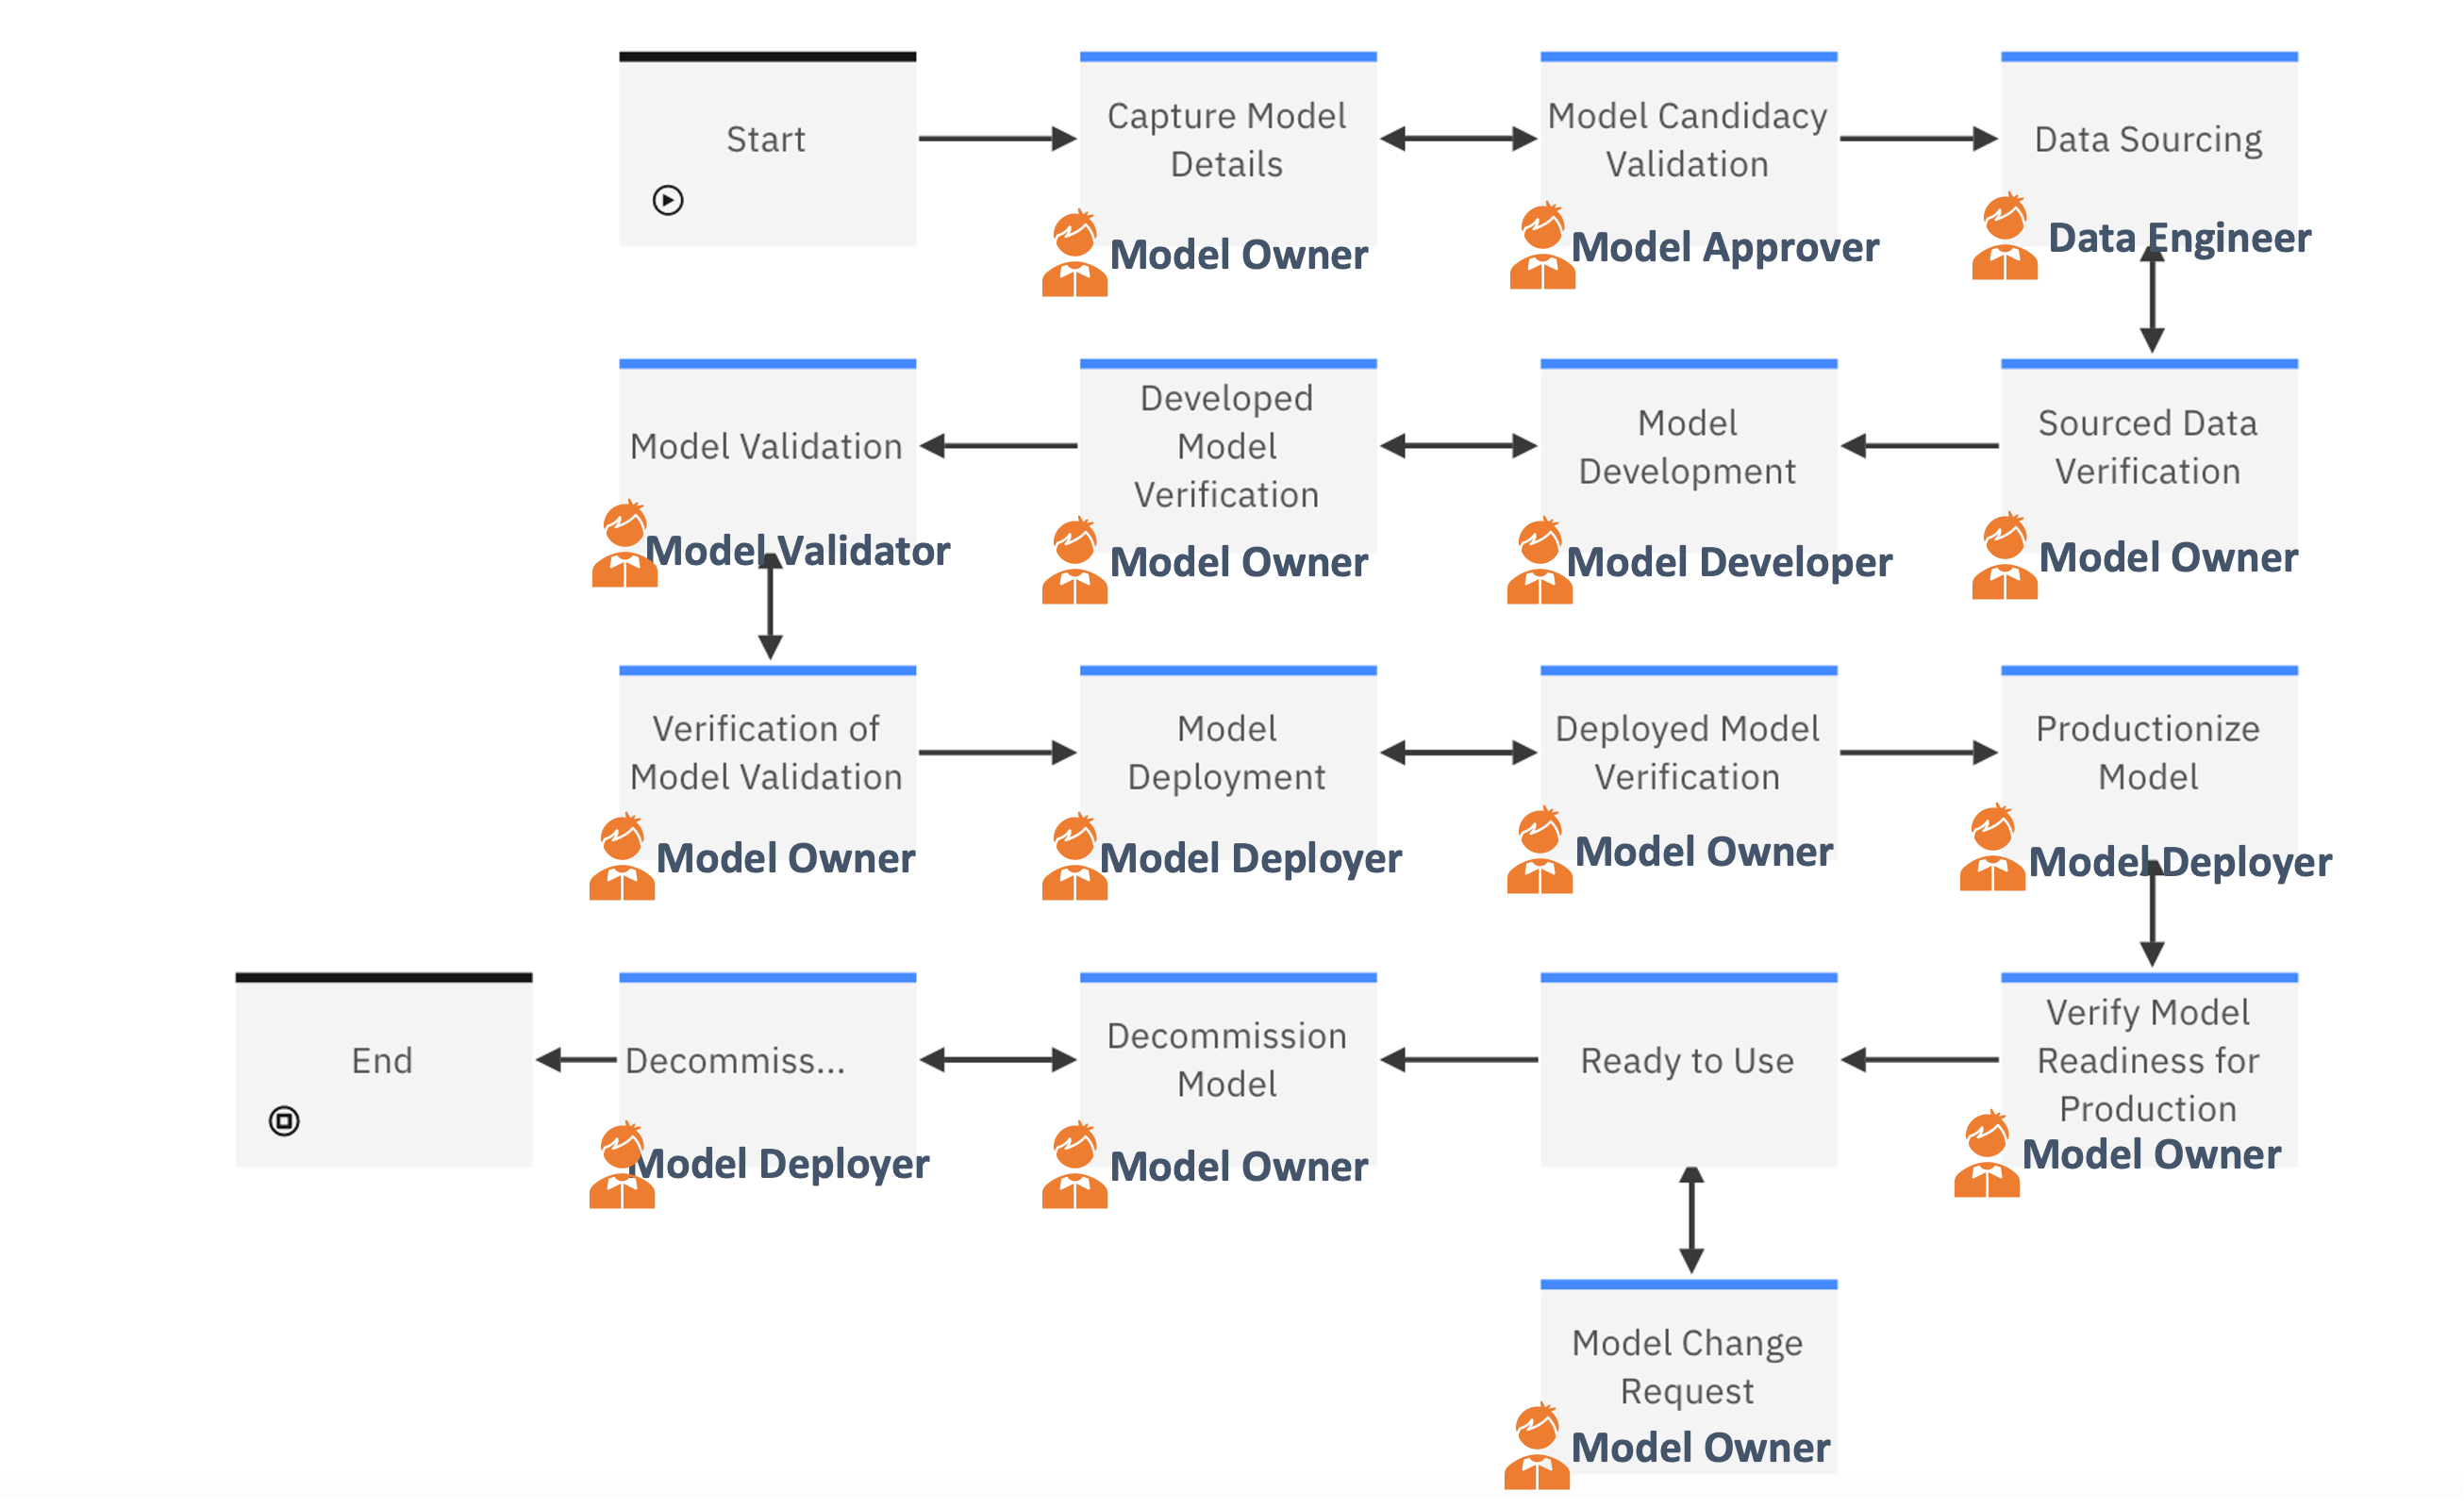 Start
Capture Model
Details
Model Owner
Model Candidacy
Validation
Model Approver
Data Sourcing
Data Engineer
Model Validation
Model Validator
Developed
Model
Verification
Model Owner
Model
Development
Model Developer
Sourced Data
Verification
Model Owner
Verification of
Model Validation
Model Owner
Model
Deployment
Model Deployer
Deployed Model
Verification
Model Owner
Productionize
Model
Model Deployer
End
Decommiss...
Model Deployer
Decommission
Model
Model Owner
Ready to Use
Verify Model
Readiness for
Production
Model Owner
Model Change
Request
Model Owner